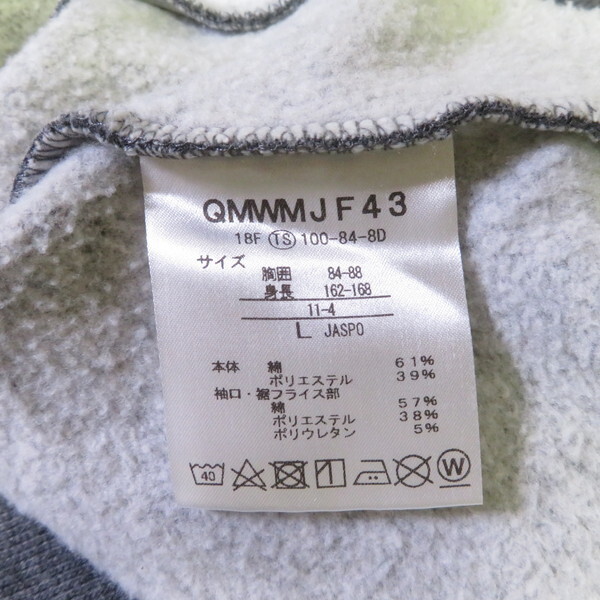 QMWMJF43
18F TS 100-84-8D
サイズ
胸囲 84-88
身長 162-168
11-4
L JASPO
本体 綿 61%
ポリエステル 39%
袖口・裾フライス部
綿 57%
ポリエステル 38%
ポリウレタン 5%
40 W